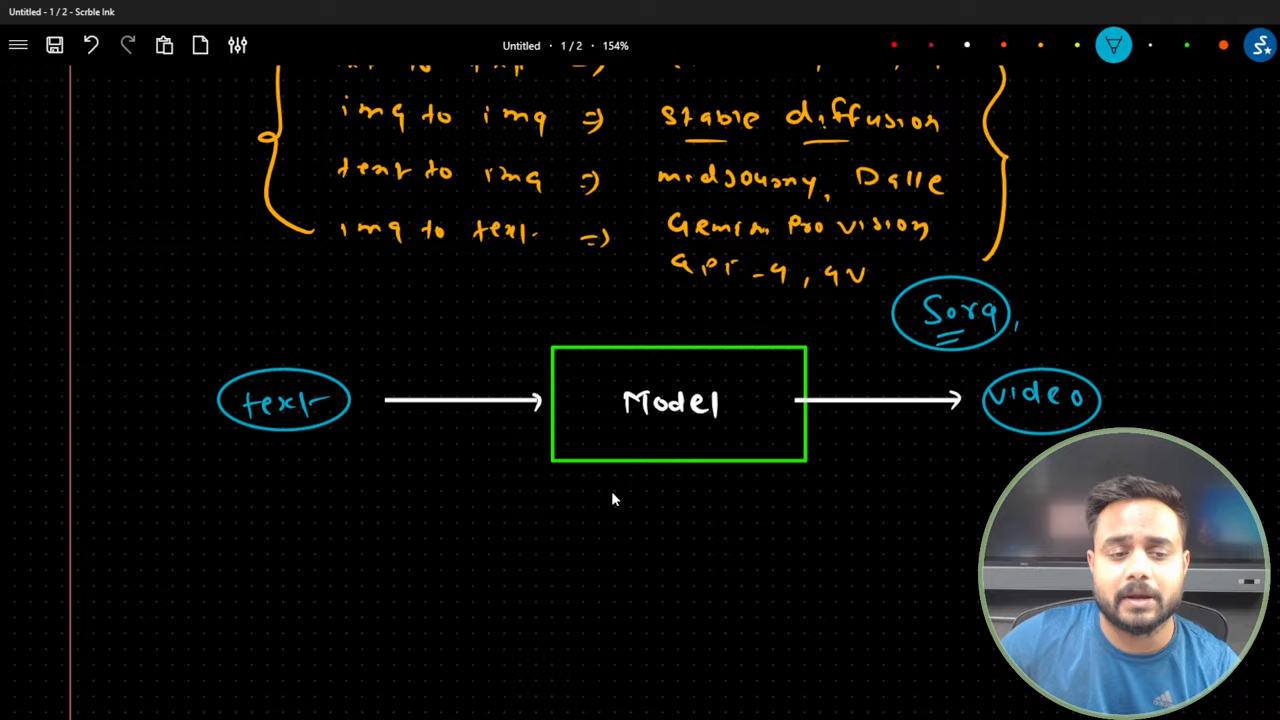 Untitled - 1 / 2 - Scrble Ink
Untitled · 1 / 2 · 154%
img to img => stable diffusion
text to img => midjourny, Dalle
img to text => Gemini Pro vision
GPT-4, 4V
Sora,
text Model video